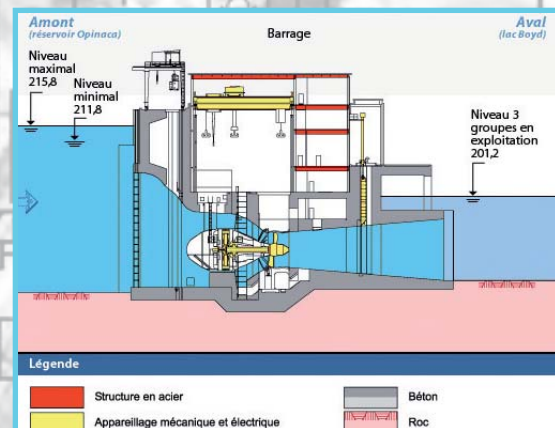 Amont
(réservoir Opinaca)
Barrage
Aval
(lac Boyd)
Niveau
maximal
215,8
Niveau
minimal
211,8
Niveau 3
groupes en
exploitation
201,2
Légende
Structure en acier
Béton
Appareillage mécanique et électrique
Roc